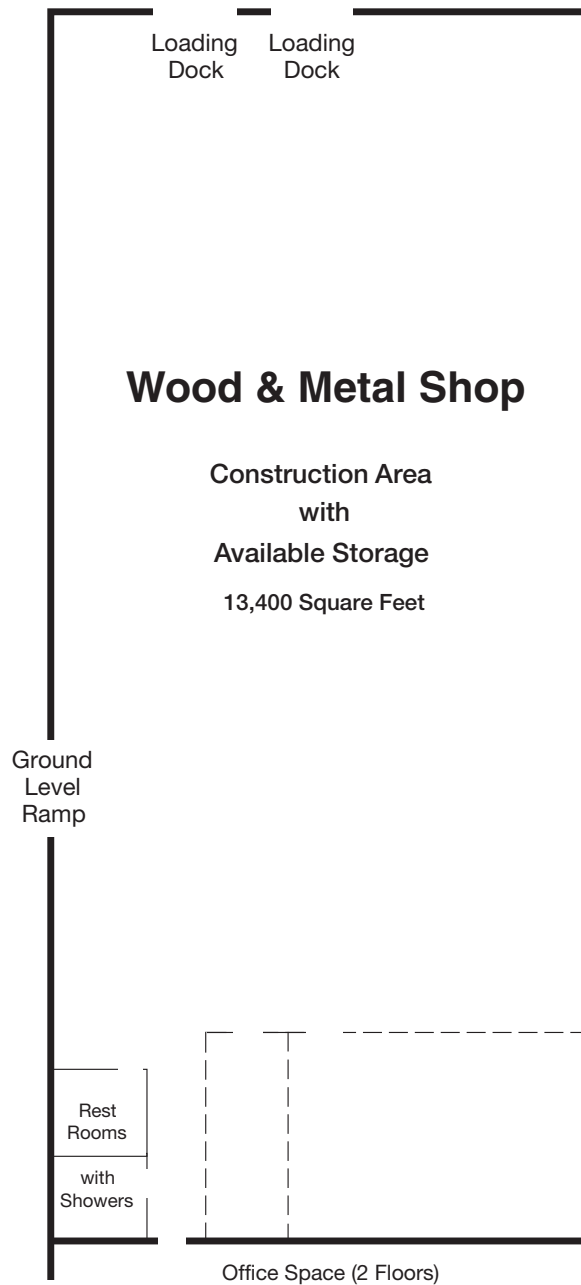 Loading
Dock
Loading
Dock
Wood & Metal Shop
Construction Area
with
Available Storage
13,400 Square Feet
Ground
Level
Ramp
Rest
Rooms
with
Showers
Office Space (2 Floors)